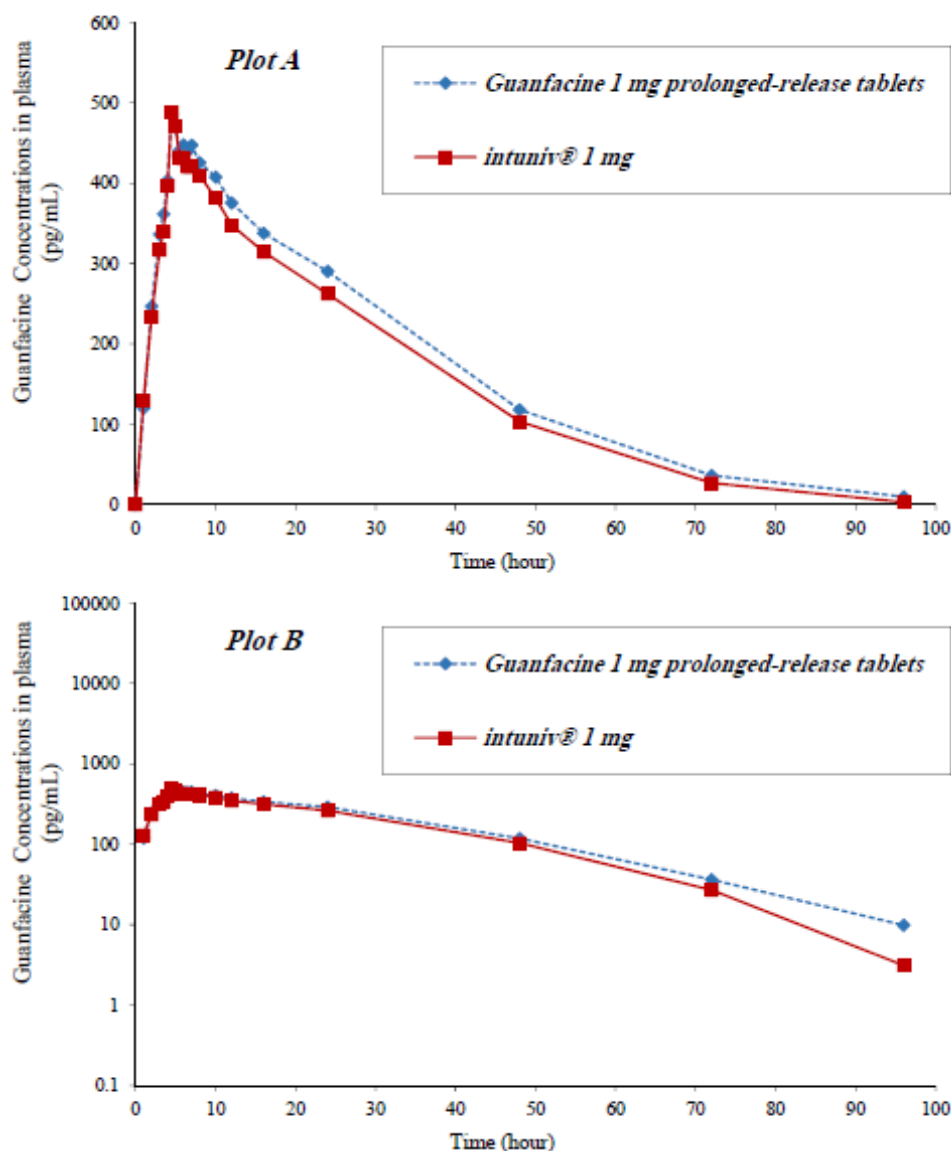 Plot A
Guanfacine 1 mg prolonged-release tablets
intuniv® 1 mg
Guanfacine Concentrations in plasma
(pg/mL)
600
500
400
300
200
100
0
0 10 20 30 40 50 60 70 80 90 100
Time (hour)
Plot B
Guanfacine 1 mg prolonged-release tablets
intuniv® 1 mg
Guanfacine Concentrations in plasma
(pg/mL)
100000
10000
1000
100
10
1
0.1
0 10 20 30 40 50 60 70 80 90 100
Time (hour)